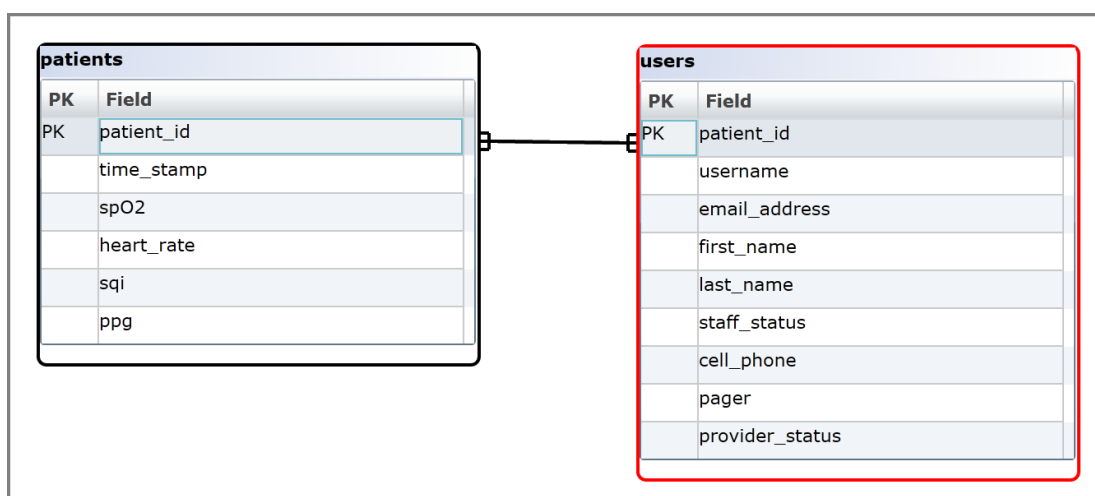 patients
PK Field
PK patient_id
time_stamp
spO2
heart_rate
sqi
ppg
users
PK Field
PK patient_id
username
email_address
first_name
last_name
staff_status
cell_phone
pager
provider_status